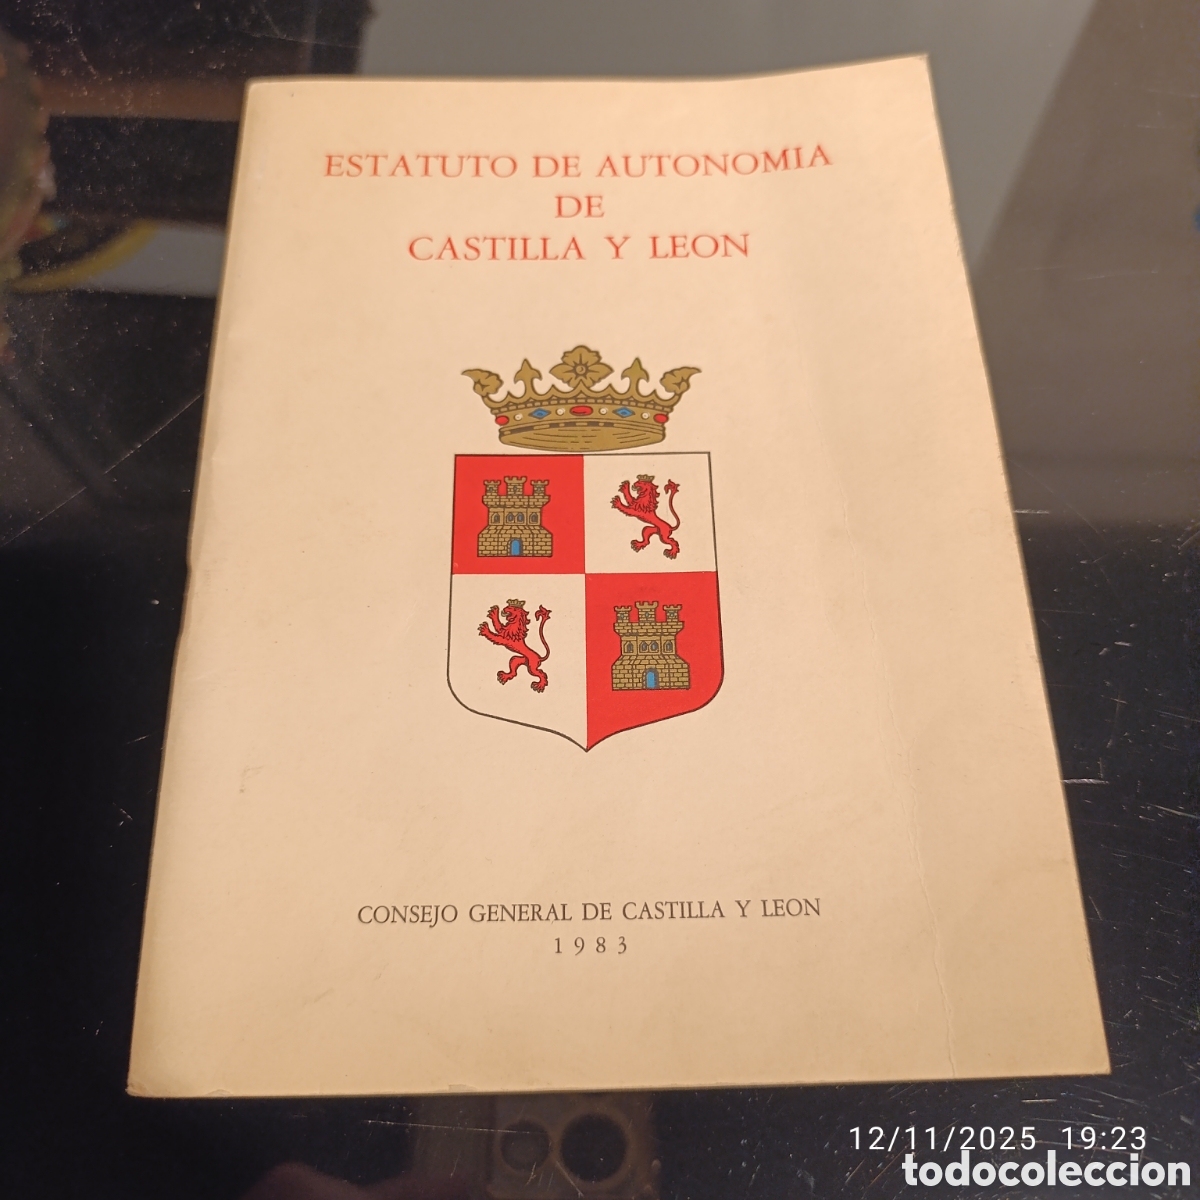 ESTATUTO DE AUTONOMIA
DE
CASTILLA Y LEON
CONSEJO GENERAL DE CASTILLA Y LEON
1983
12/11/2025 19:23
todocoleccion